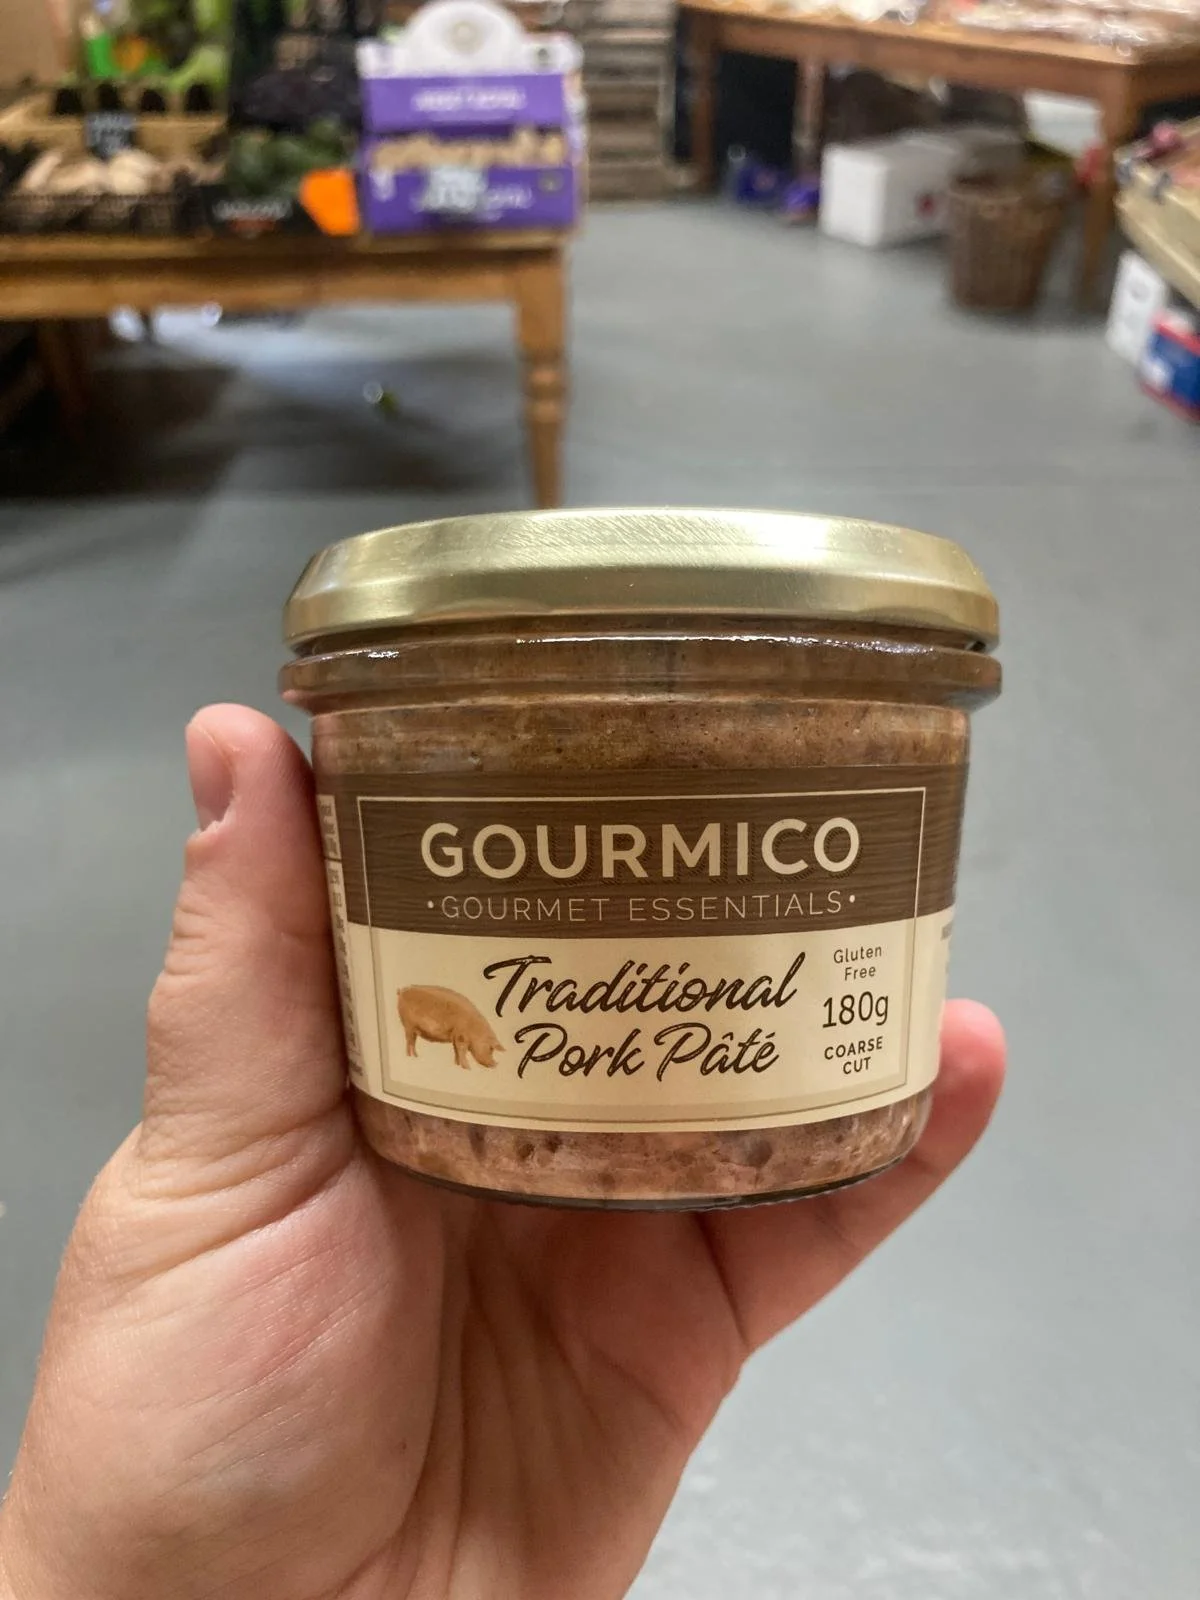 GOURMICO
•GOURMET ESSENTIALS•
Traditional
Pork Pâté
Gluten
Free
180g
COARSE
CUT